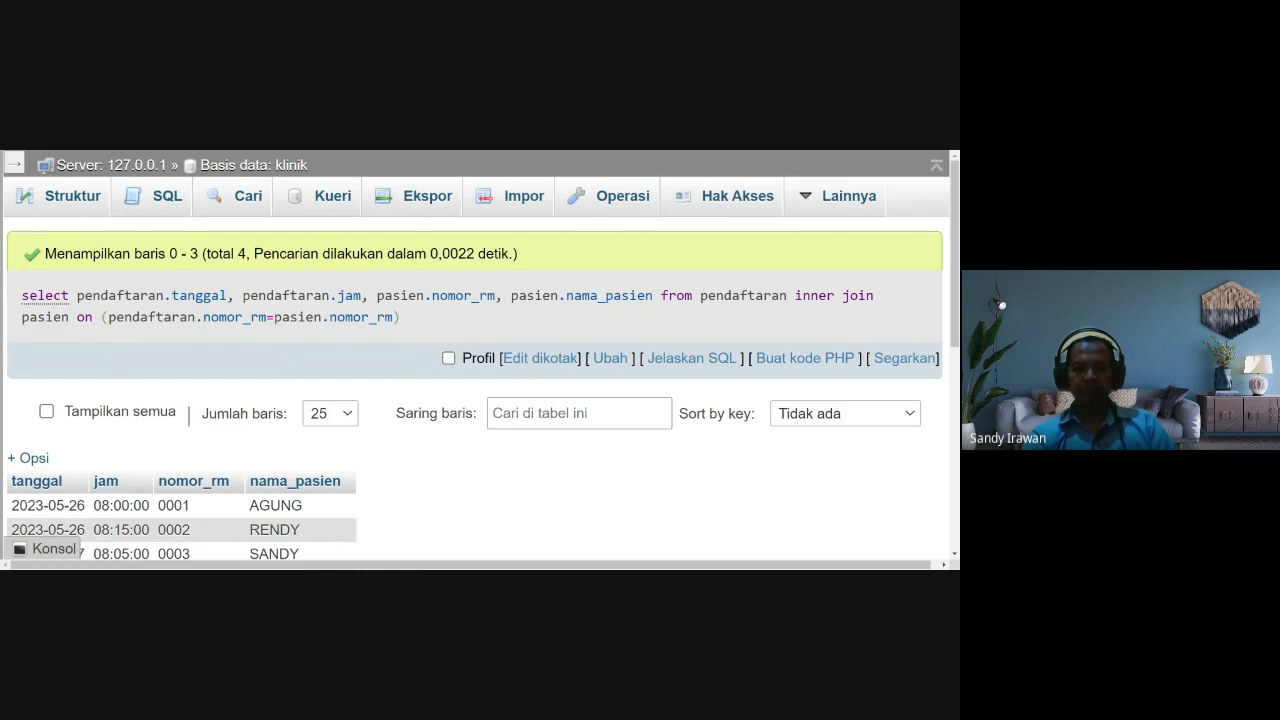 Server: 127.0.0.1 » Basis data: klinik
Struktur SQL Cari Kueri Ekspor Impor Operasi Hak Akses Lainnya
Menampilkan baris 0 - 3 (total 4, Pencarian dilakukan dalam 0,0022 detik.)
select pendaftaran.tanggal, pendaftaran.jam, pasien.nomor_rm, pasien.nama_pasien from pendaftaran inner join
pasien on (pendaftaran.nomor_rm=pasien.nomor_rm)
Profil [Edit dikotak] [ Ubah ] [ Jelaskan SQL ] [ Buat kode PHP ] [ Segarkan]
Tampilkan semua | Jumlah baris: 25 Saring baris: Cari di tabel ini Sort by key: Tidak ada
+ Opsi
tanggal jam nomor_rm nama_pasien
2023-05-26 08:00:00 0001 AGUNG
2023-05-26 08:15:00 0002 RENDY
08:05:00 0003 SANDY
Konsol
Sandy Irawan